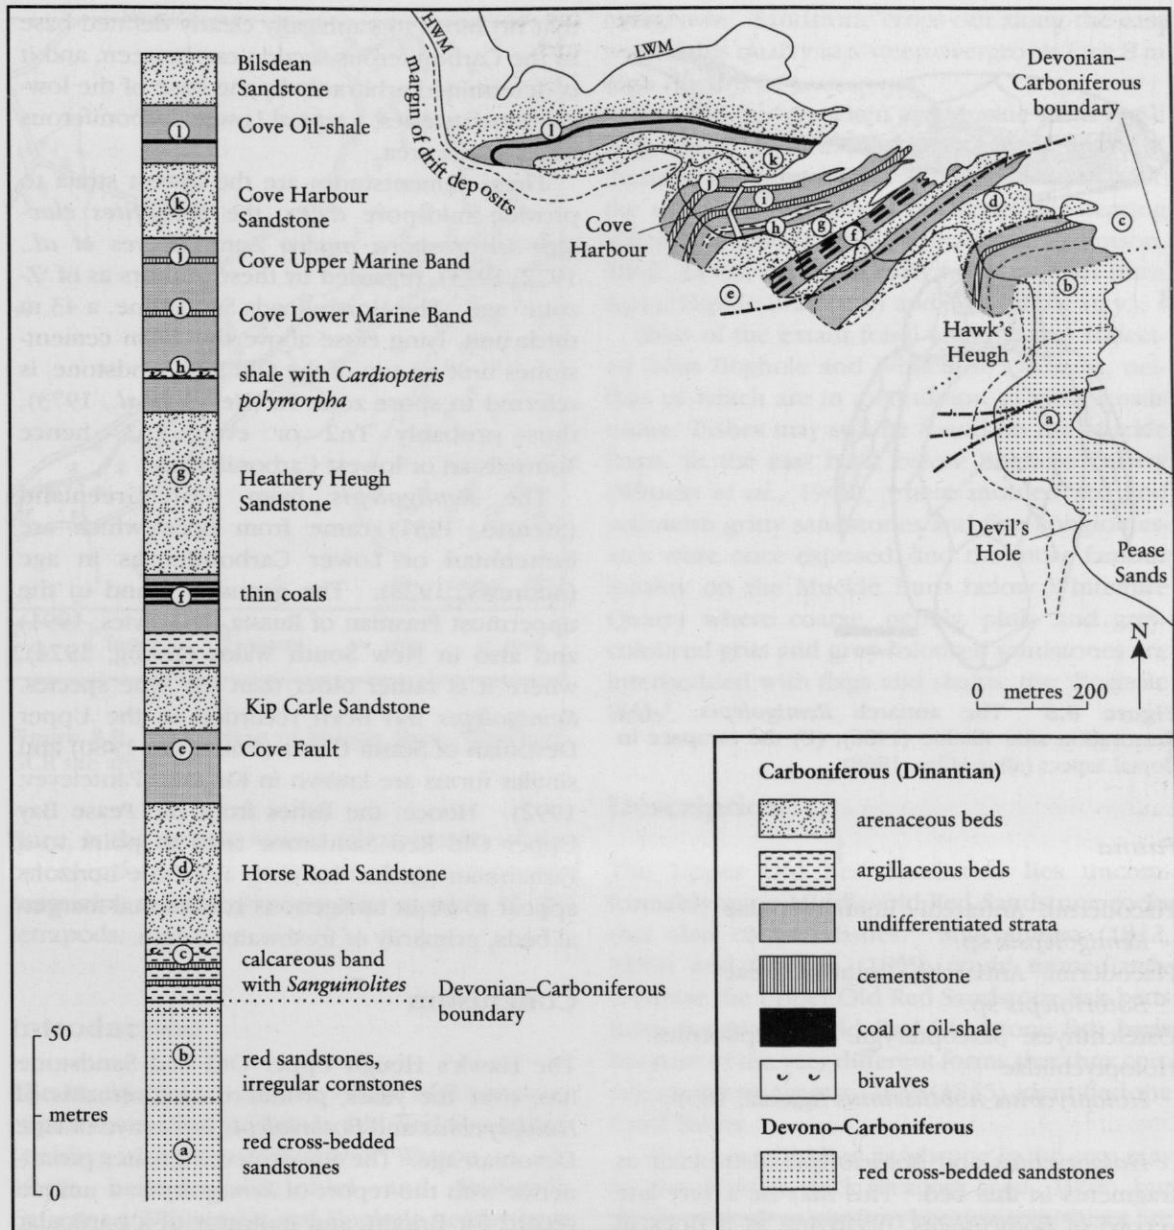 Bilsdean
Sandstone
l
Cove Oil-shale
k
Cove Harbour
Sandstone
j
Cove Upper Marine Band
i
Cove Lower Marine Band
h
shale with Cardiopteris
polymorpha
g
Heathery Heugh
Sandstone
f
thin coals
Kip Carle Sandstone
e
Cove Fault
d
Horse Road Sandstone
c
calcareous band
with Sanguinolites
Devonian–Carboniferous
boundary
b
red sandstones,
irregular cornstones
a
red cross-bedded
sandstones
50
metres
0
HWM
LWM
margin of drift deposits
Devonian–
Carboniferous
boundary
l
k
j
i
h
g
f
e
d
c
b
a
Cove
Harbour
Hawk's
Heugh
Devil's
Hole
Pease
Sands
N
0 metres 200
Carboniferous (Dinantian)
arenaceous beds
argillaceous beds
undifferentiated strata
cementstone
coal or oil-shale
bivalves
Devono–Carboniferous
red cross-bedded sandstone